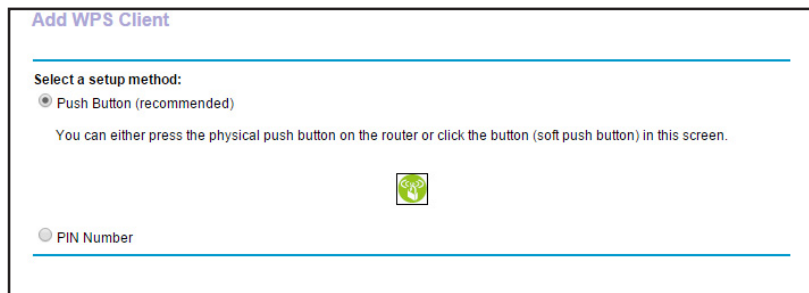 Add WPS Client
Select a setup method:
Push Button (recommended)
You can either press the physical push button on the router or click the button (soft push button) in this screen.
PIN Number